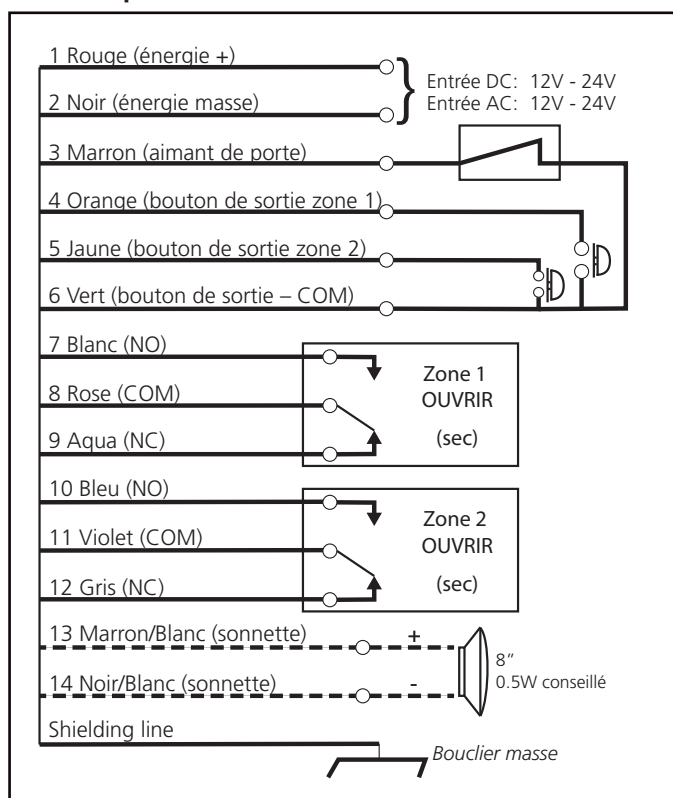 1 Rouge (énergie +)
2 Noir (énergie masse)
Entrée DC: 12V - 24V
Entrée AC: 12V - 24V
3 Marron (aimant de porte)
4 Orange (bouton de sortie zone 1)
5 Jaune (bouton de sortie zone 2)
6 Vert (bouton de sortie – COM)
7 Blanc (NO)
8 Rose (COM)
9 Aqua (NC)
Zone 1
OUVRIR
(sec)
10 Bleu (NO)
11 Violet (COM)
12 Gris (NC)
Zone 2
OUVRIR
(sec)
13 Marron/Blanc (sonnette)
+
14 Noir/Blanc (sonnette)
-
8"
0.5W conseillé
Shielding line
Bouclier masse